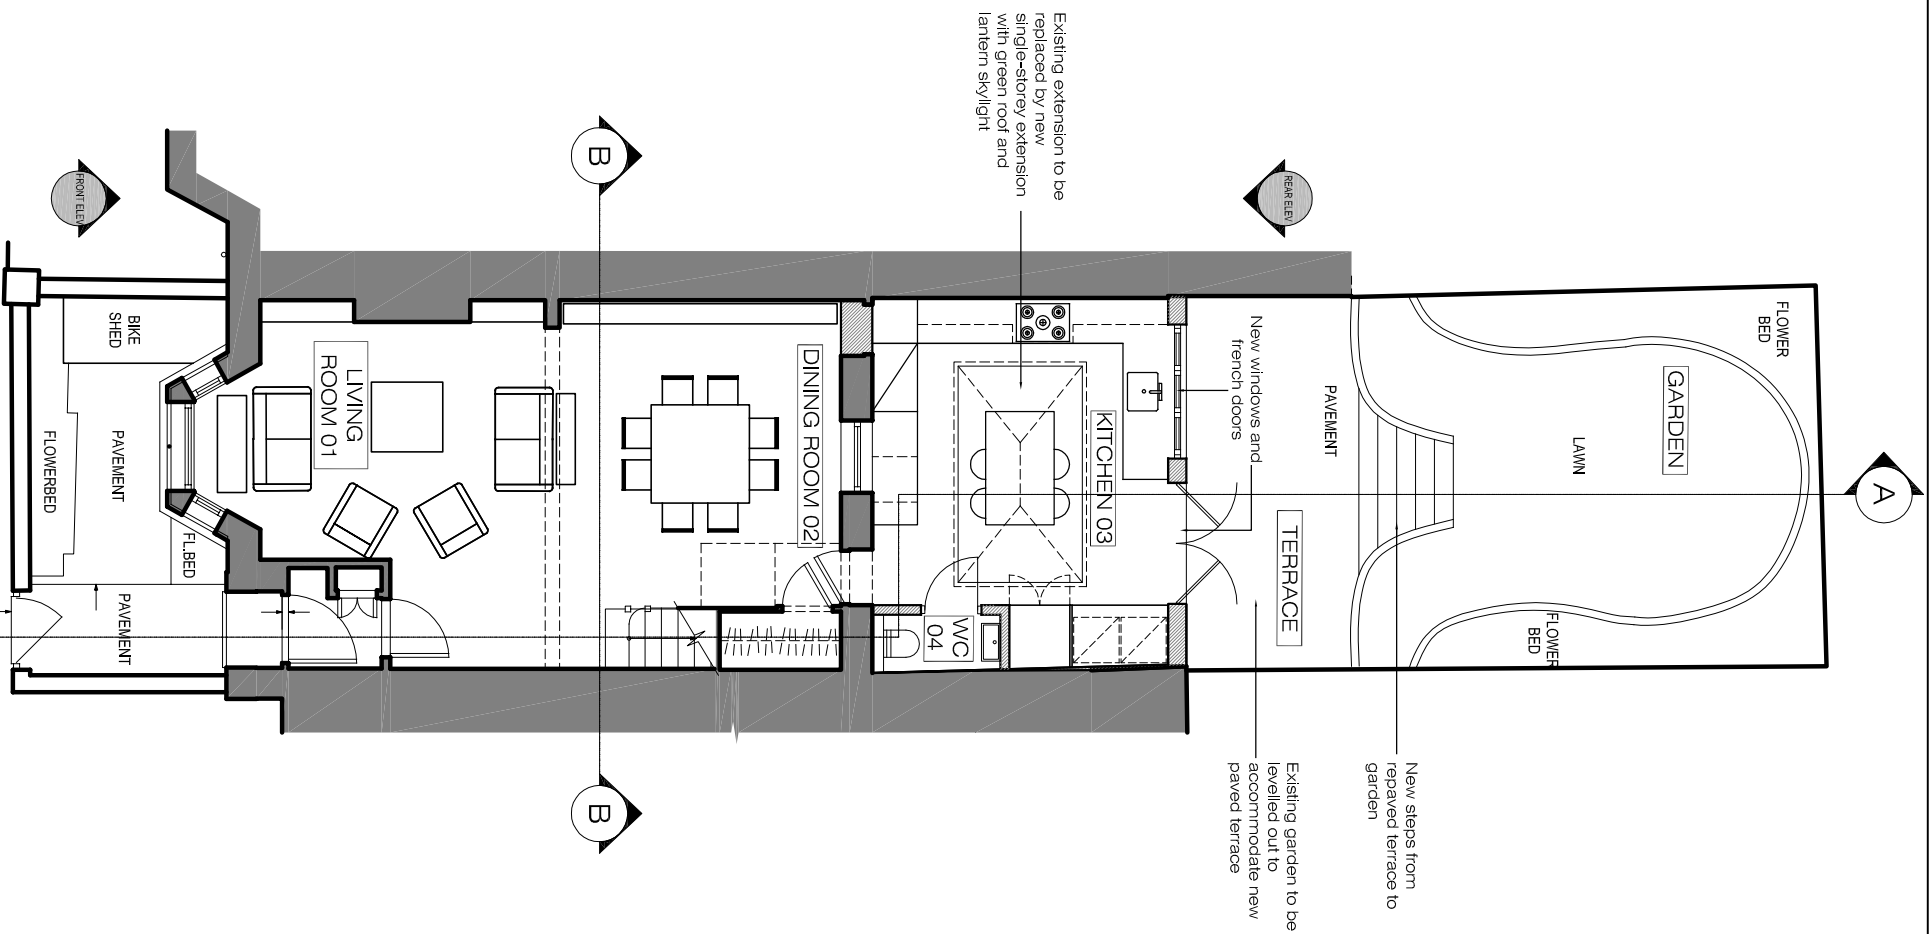 Existing extension to be
replaced by new
single-storey extension
with green roof and
lantern skylight
B
FRONT ELEV
REAR ELEV
New windows and
french doors
FLOWER
BED
GARDEN
LAWN
A
PAVEMENT
TERRACE
FLOWER
BED
KITCHEN 03
WC
04
DINING ROOM 02
LIVING
ROOM 01
BIKE
SHED
PAVEMENT
FLOWERBED
FL.BED
PAVEMENT
B
New steps from
repaved terrace to
garden
Existing garden to be
levelled out to
accommodate new
paved terrace